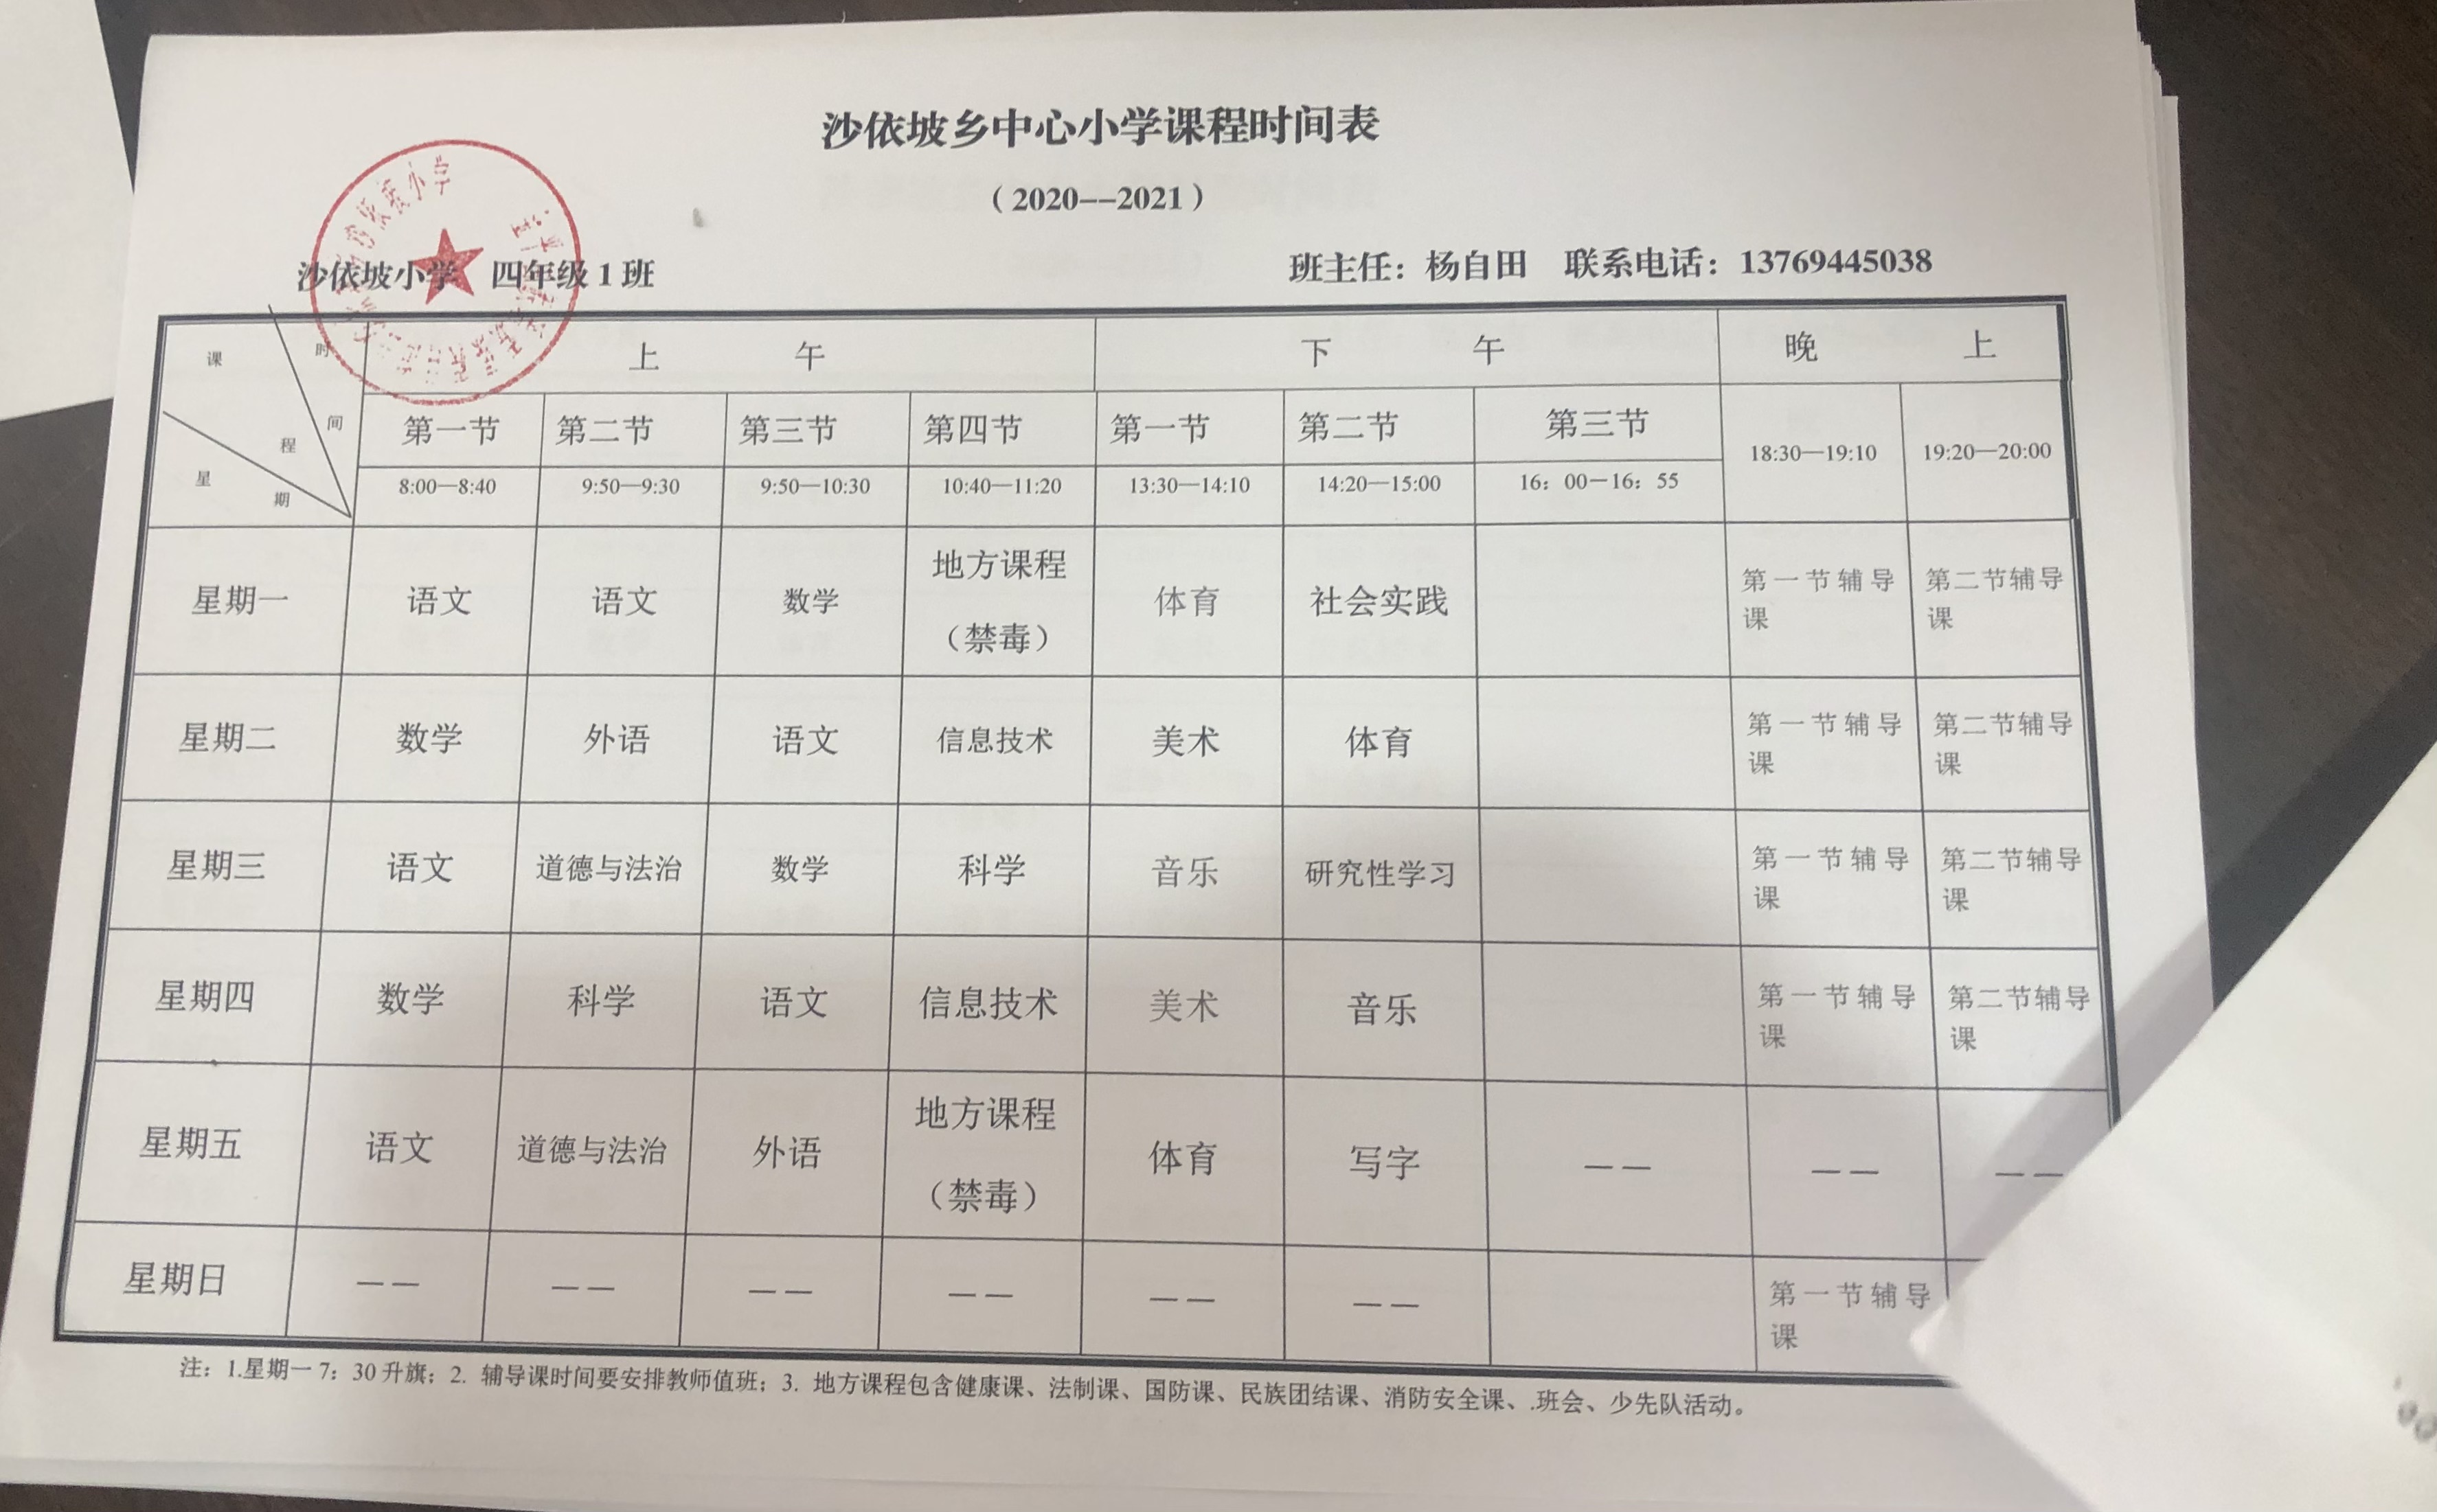 沙依坡乡中心小学课程时间表
（2020--2021）
沙依坡小学 四年级1班 班主任：杨自田 联系电话：13769445038
课 时 间 程 星 期
上 午 下 午 晚 上
第一节 第二节 第三节 第四节 第一节 第二节 第三节 18:30—19:10 19:20—20:00
8:00—8:40 9:50—9:30 9:50—10:30 10:40—11:20 13:30—14:10 14:20—15:00 16：00－16：55
星期一 语文 语文 数学 地方课程（禁毒） 体育 社会实践 第一节辅导课 第二节辅导课
星期二 数学 外语 语文 信息技术 美术 体育 第一节辅导课 第二节辅导课
星期三 语文 道德与法治 数学 科学 音乐 研究性学习 第一节辅导课 第二节辅导课
星期四 数学 科学 语文 信息技术 美术 音乐 第一节辅导课 第二节辅导课
星期五 语文 道德与法治 外语 地方课程（禁毒） 体育 写字 —— —— ——
星期日 —— —— —— —— —— —— 第一节辅导课
注：1.星期一 7：30 升旗；2. 辅导课时间要安排教师值班；3. 地方课程包含健康课、法制课、国防课、民族团结课、消防安全课、.班会、少先队活动。